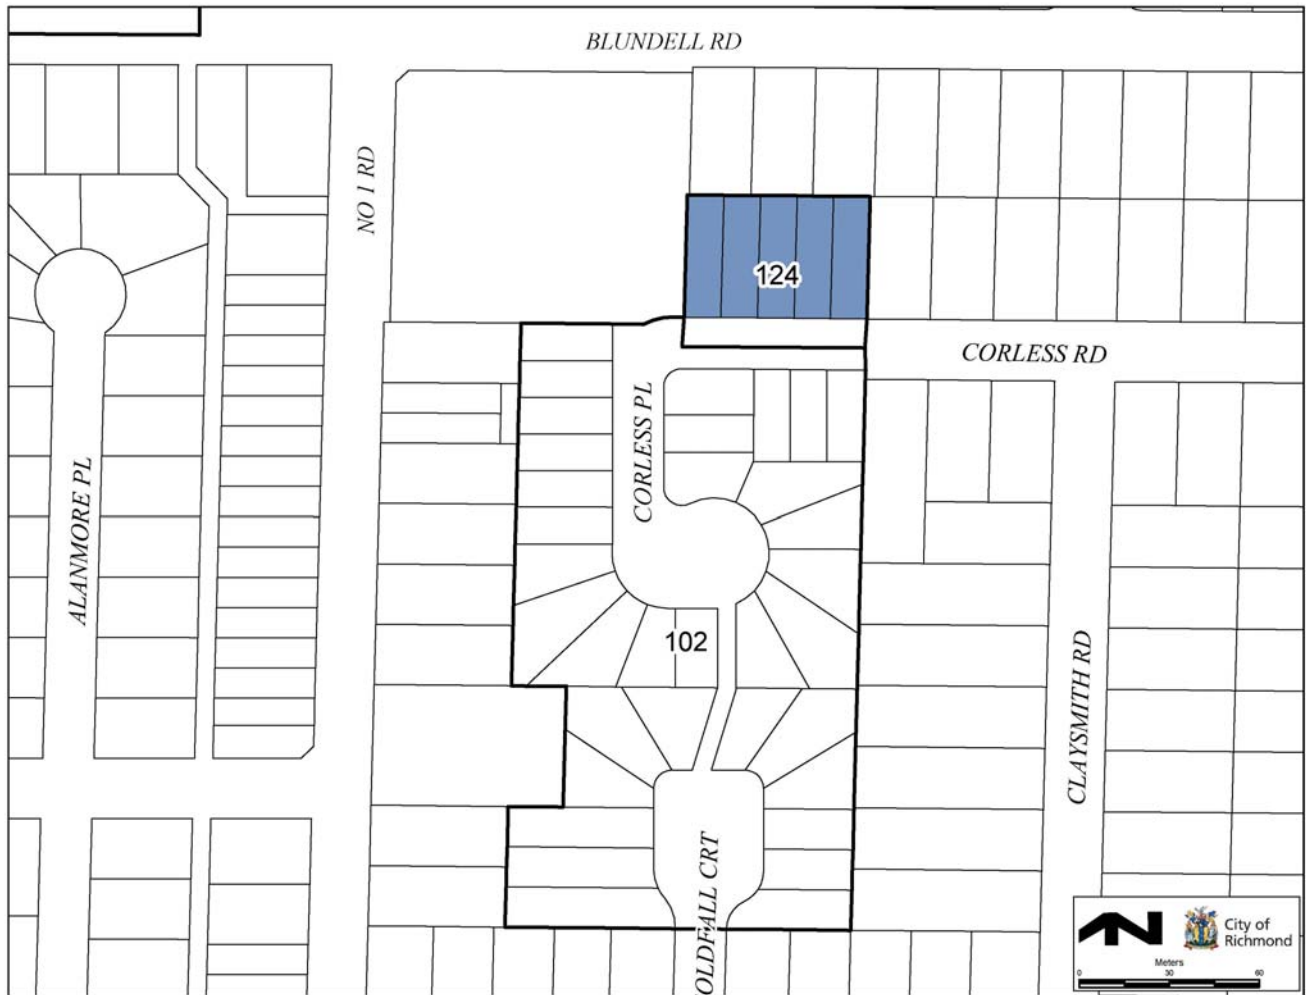 BLUNDELL RD
NO 1 RD
124
CORLESS RD
CORLESS PL
ALANMORE PL
102
CLAYSMITH RD
OLDFALL CRT
City of
Richmond
Meters
0 30 60